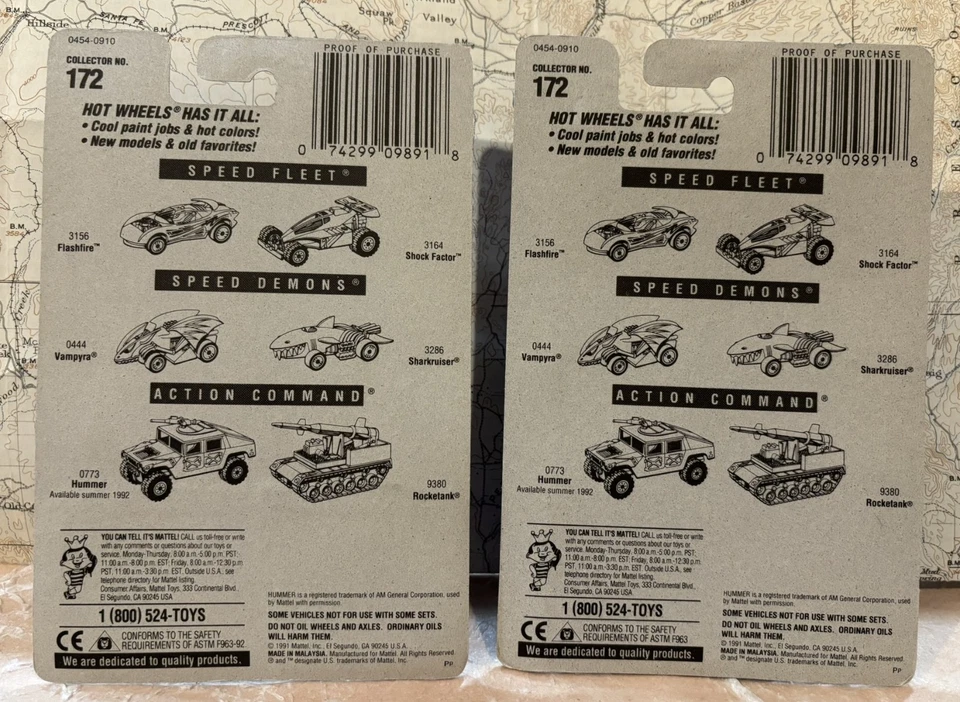 Hillside
SANTA FE
PRESCOTT
B.M.
Squaw
Pk
Valley
AND
Copper Basin
RUINS
B.M.
B.M.
Creek
0454-0910
COLLECTOR NO.
172
PROOF OF PURCHASE
0 74299 09891 8
HOT WHEELS® HAS IT ALL:
• Cool paint jobs & hot colors!
• New models & old favorites!
SPEED FLEET®
3156
Flashfire™
3164
Shock Factor™
SPEED DEMONS®
0444
Vampyra®
3286
Sharkruiser®
ACTION COMMAND®
0773
Hummer
Available summer 1992
9380
Rocketank®
YOU CAN TELL IT'S MATTEL! CALL us toll-free or write
with any comments or questions about our toys or
service. Monday-Thursday, 8:00 a.m.-5:00 p.m. PST:
11:00 a.m.-8:00 p.m. EST: Friday, 8:00 a.m.-12:30 p.m.
PST: 11:00 a.m.-3:30 p.m. EST. Outside U.S.A., see
telephone directory for Mattel listing.
Consumer Affairs, Mattel Toys, 333 Continental Blvd.,
El Segundo, CA 90245 USA.
1 (800) 524-TOYS
CE CONFORMS TO THE SAFETY
REQUIREMENTS OF ASTM F963-92
We are dedicated to quality products.
HUMMER is a registered trademark of AM General Corporation, used
by Mattel with permission.
SOME VEHICLES NOT FOR USE WITH SOME SETS.
DO NOT OIL WHEELS AND AXLES. ORDINARY OILS
WILL HARM THEM.
© 1991 Mattel, Inc., El Segundo, CA 90245 U.S.A.
MADE IN MALAYSIA. Manufactured for Mattel. All Rights Reserved.
® and ™ designate U.S. trademarks of Mattel, Inc.
PP
0454-0910
COLLECTOR NO.
172
PROOF OF PURCHASE
0 74299 09891 8
HOT WHEELS® HAS IT ALL:
• Cool paint jobs & hot colors!
• New models & old favorites!
SPEED FLEET®
3156
Flashfire™
3164
Shock Factor™
SPEED DEMONS®
0444
Vampyra®
3286
Sharkruiser®
ACTION COMMAND®
0773
Hummer
Available summer 1992
9380
Rocketank®
YOU CAN TELL IT'S MATTEL! CALL us toll-free or write
with any comments or questions about our toys or
service. Monday-Thursday, 8:00 a.m.-5:00 p.m. PST:
11:00 a.m.-8:00 p.m. EST: Friday, 8:00 a.m.-12:30 p.m.
PST: 11:00 a.m.-3:30 p.m. EST. Outside U.S.A., see
telephone directory for Mattel listing.
Consumer Affairs, Mattel Toys, 333 Continental Blvd.,
El Segundo, CA 90245 USA.
1 (800) 524-TOYS
CE CONFORMS TO THE SAFETY
REQUIREMENTS OF ASTM F963
We are dedicated to quality products.
HUMMER is a registered trademark of AM General Corporation, used
by Mattel with permission.
SOME VEHICLES NOT FOR USE WITH SOME SETS.
DO NOT OIL WHEELS AND AXLES. ORDINARY OILS
WILL HARM THEM.
© 1991 Mattel, Inc., El Segundo, CA 90245 U.S.A.
MADE IN MALAYSIA. Manufactured for Mattel. All Rights Reserved.
® and ™ designate U.S. trademarks of Mattel, Inc.
PP